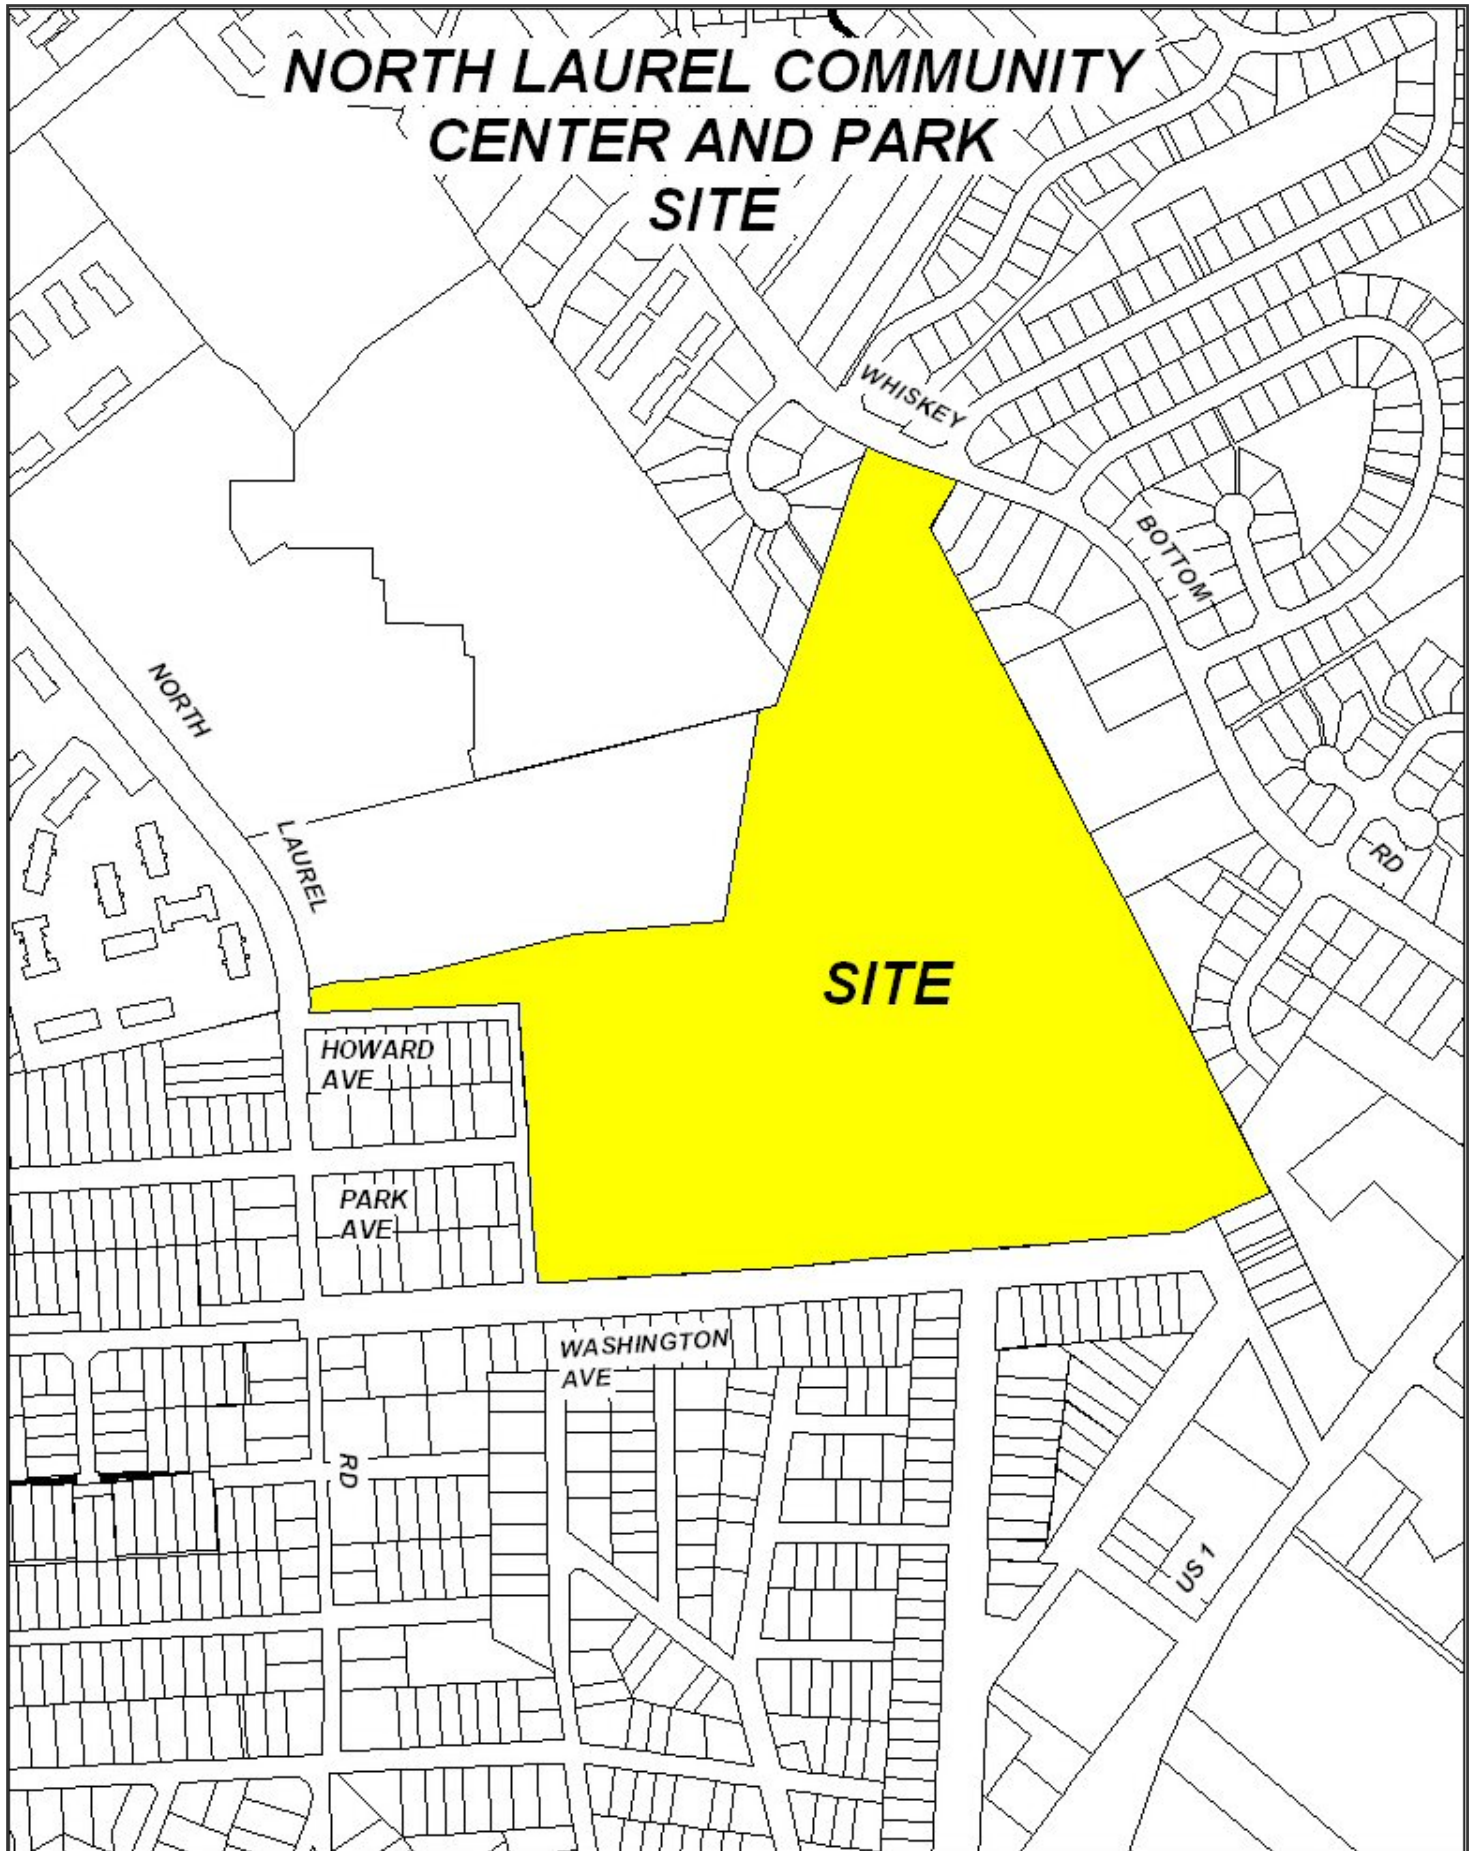 NORTH LAUREL COMMUNITY
CENTER AND PARK
SITE
WHISKEY
BOTTOM
NORTH
LAUREL
RD
SITE
HOWARD
AVE
PARK
AVE
WASHINGTON
AVE
RD
US 1